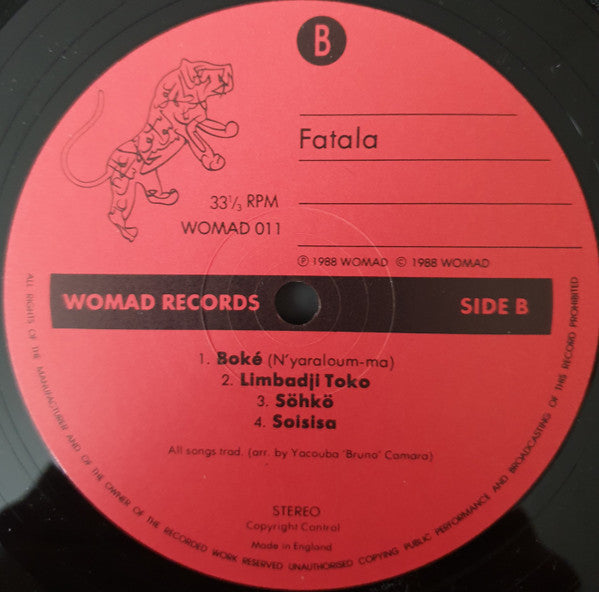 B
Fatala
33⅓ RPM
WOMAD 011
℗ 1988 WOMAD © 1988 WOMAD
WOMAD RECORDS
SIDE B
1. Boké (N'yaraloum-ma)
2. Limbadji Toko
3. Söhkö
4. Soisisa
All songs trad. (arr. by Yacouba 'Bruno' Camara)
STEREO
Copyright Control
Made in England
ALL RIGHTS OF THE MANUFACTURER AND OF THE OWNER OF THE RECORDED WORK RESERVED UNAUTHORISED COPYING PUBLIC PERFORMANCE AND BROADCASTING OF THIS RECORD PROHIBITED